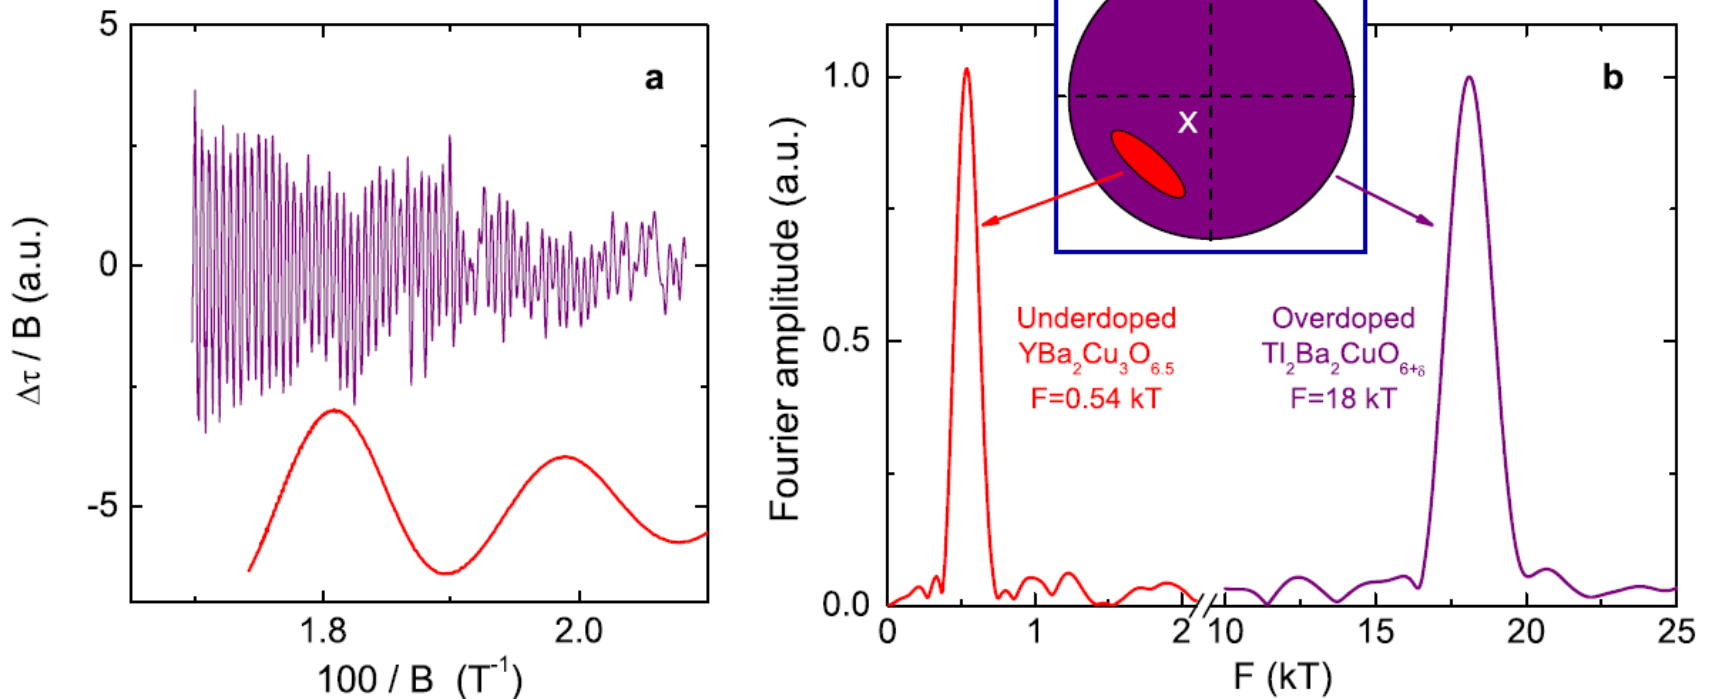 5
0
-5
Δτ / B (a.u.)
a
1.8 2.0
100 / B (T⁻¹)
1.0
0.5
0.0
Fourier amplitude (a.u.)
b
X
Underdoped
YBa₂Cu₃O₆.₅
F=0.54 kT
Overdoped
Tl₂Ba₂CuO₆₊δ
F=18 kT
0 1 2 10 15 20 25
F (kT)